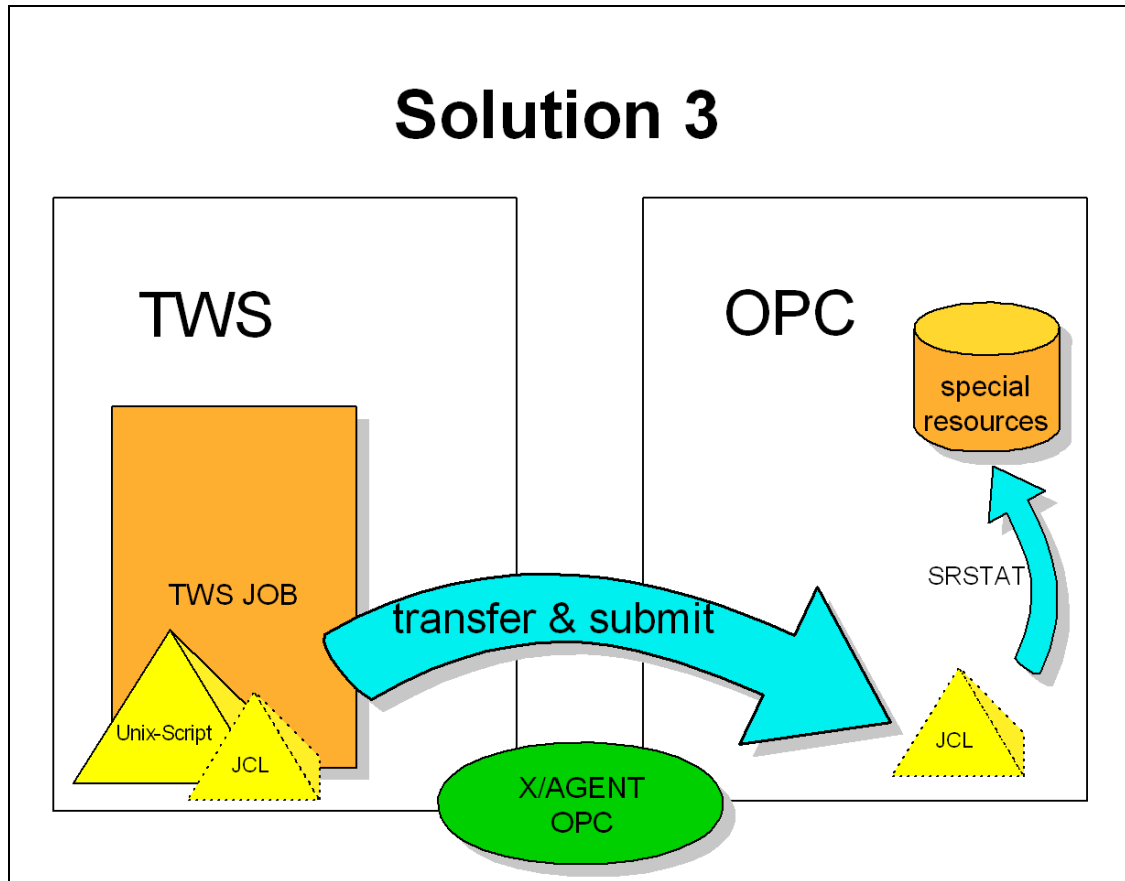 Solution 3
TWS
OPC
special
resources
TWS JOB
SRSTAT
transfer & submit
Unix-Script
JCL
JCL
X/AGENT
OPC